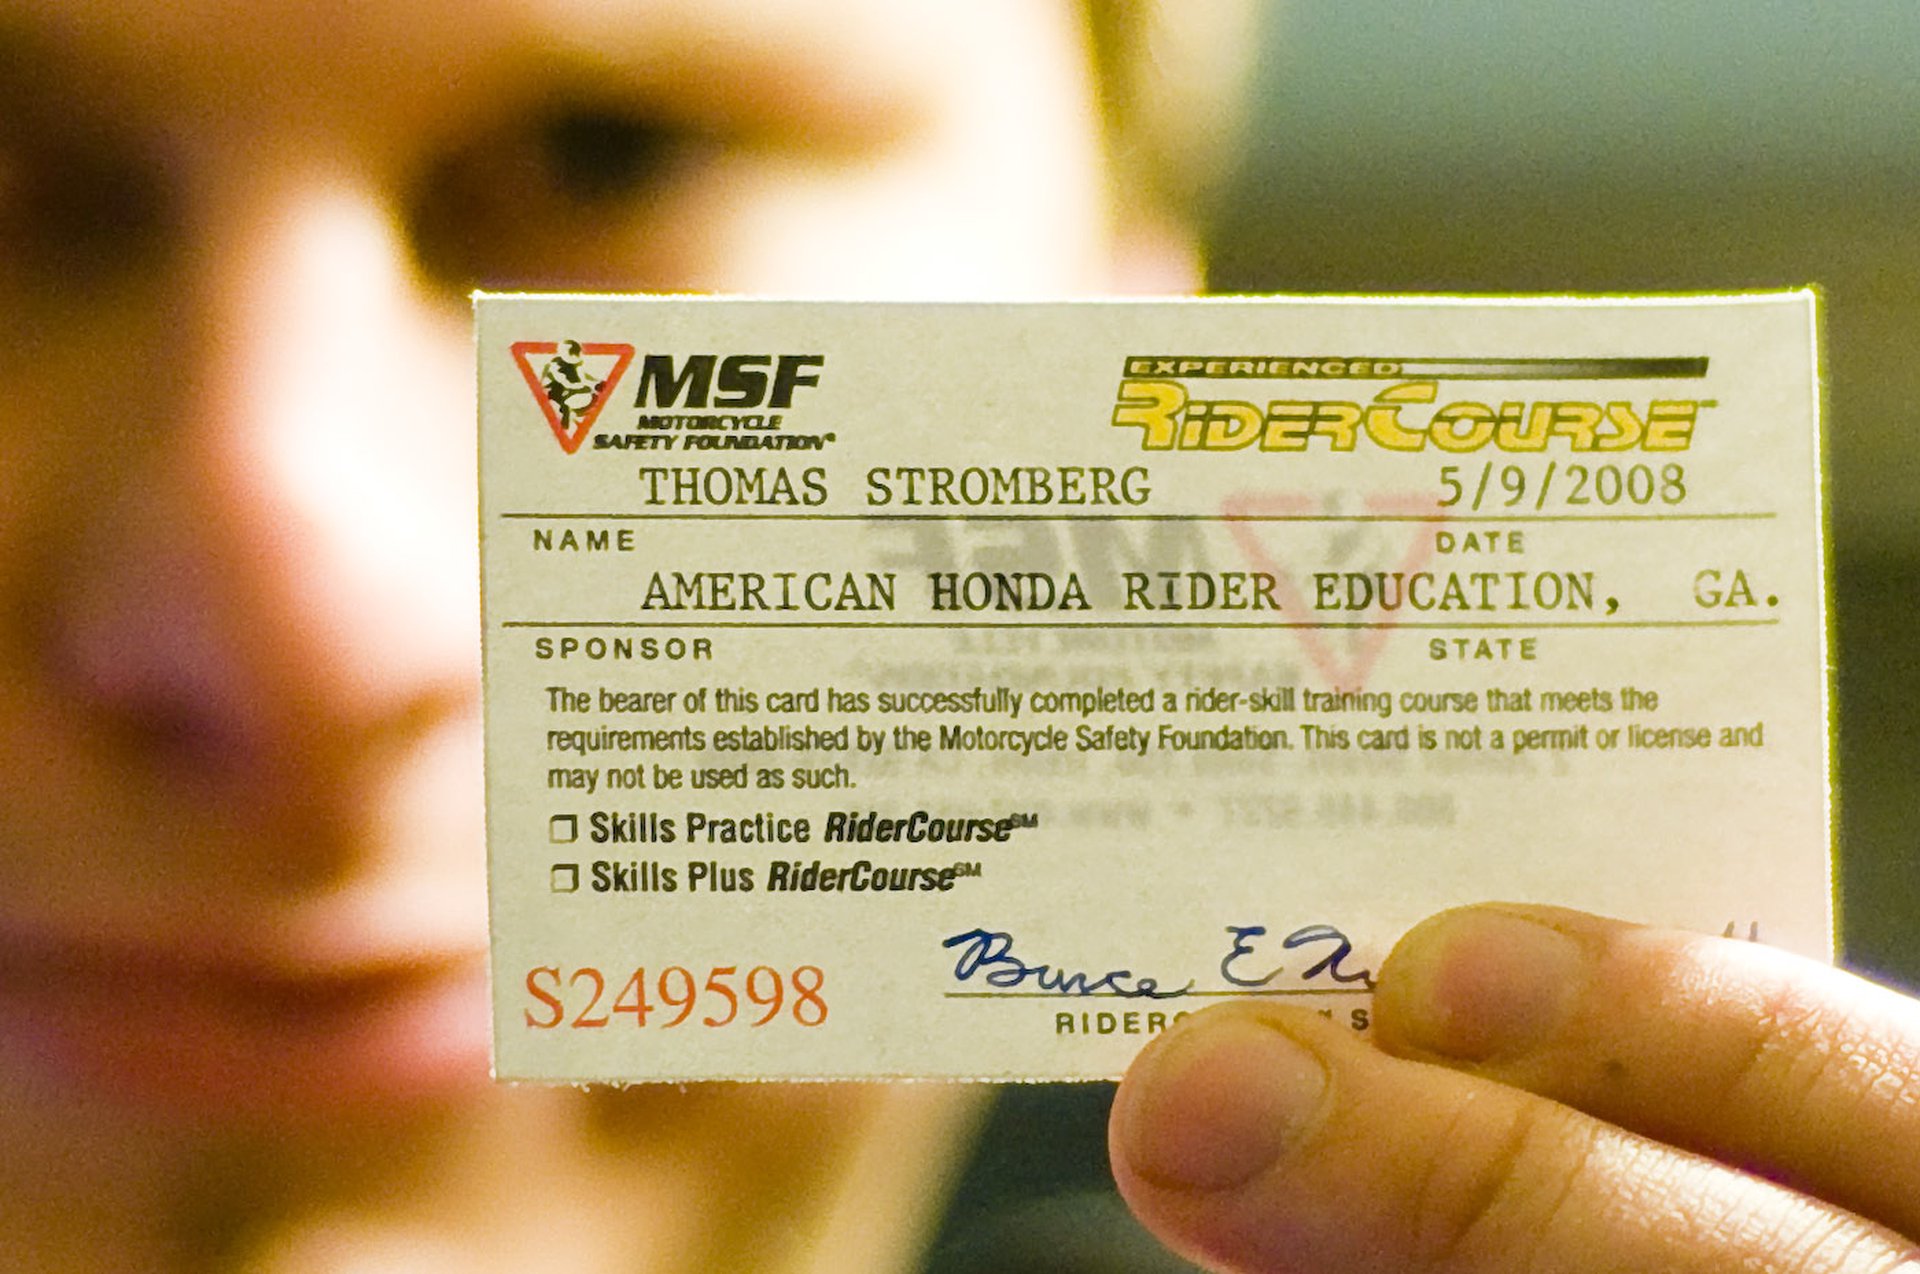 MSF
MOTORCYCLE
SAFETY FOUNDATION®
EXPERIENCED
RIDERCOURSE
THOMAS STROMBERG 5/9/2008
NAME DATE
AMERICAN HONDA RIDER EDUCATION, GA.
SPONSOR STATE
The bearer of this card has successfully completed a rider-skill training course that meets the
requirements established by the Motorcycle Safety Foundation. This card is not a permit or license and
may not be used as such.
❒ Skills Practice RiderCourse℠
❒ Skills Plus RiderCourse℠
Bruce E
S249598